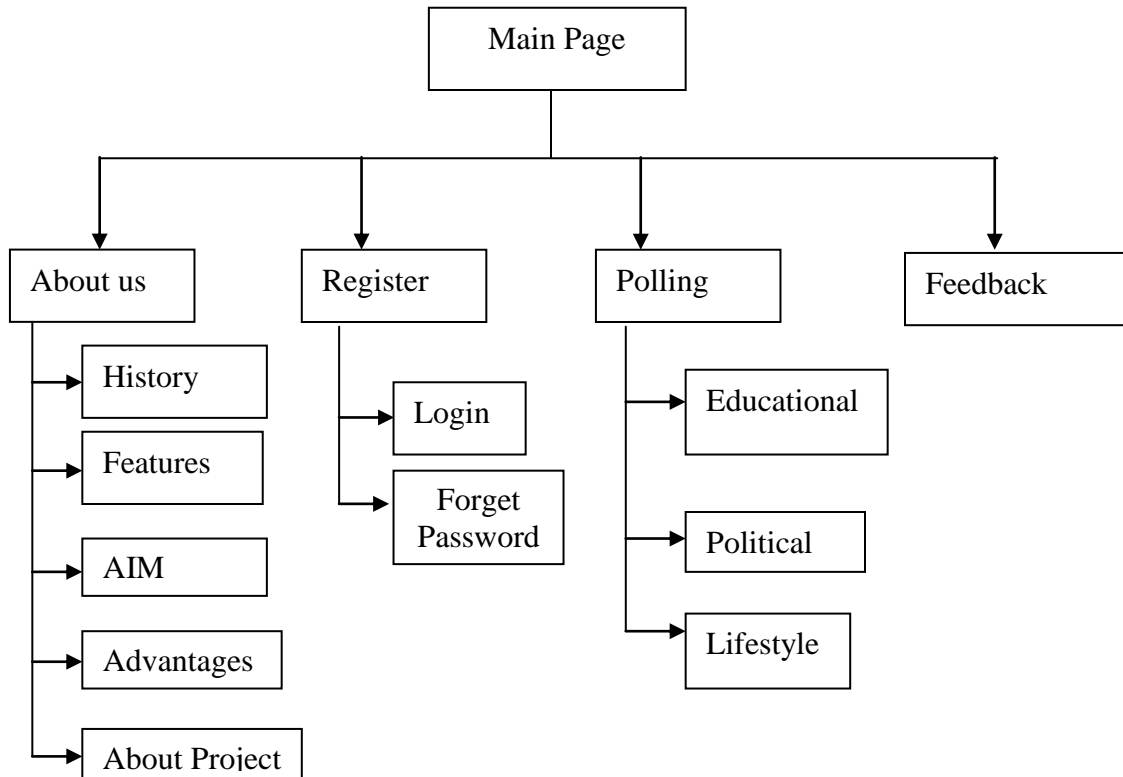 Main Page
About us
Register
Polling
Feedback
History
Features
AIM
Advantages
About Project
Login
Forget
Password
Educational
Political
Lifestyle